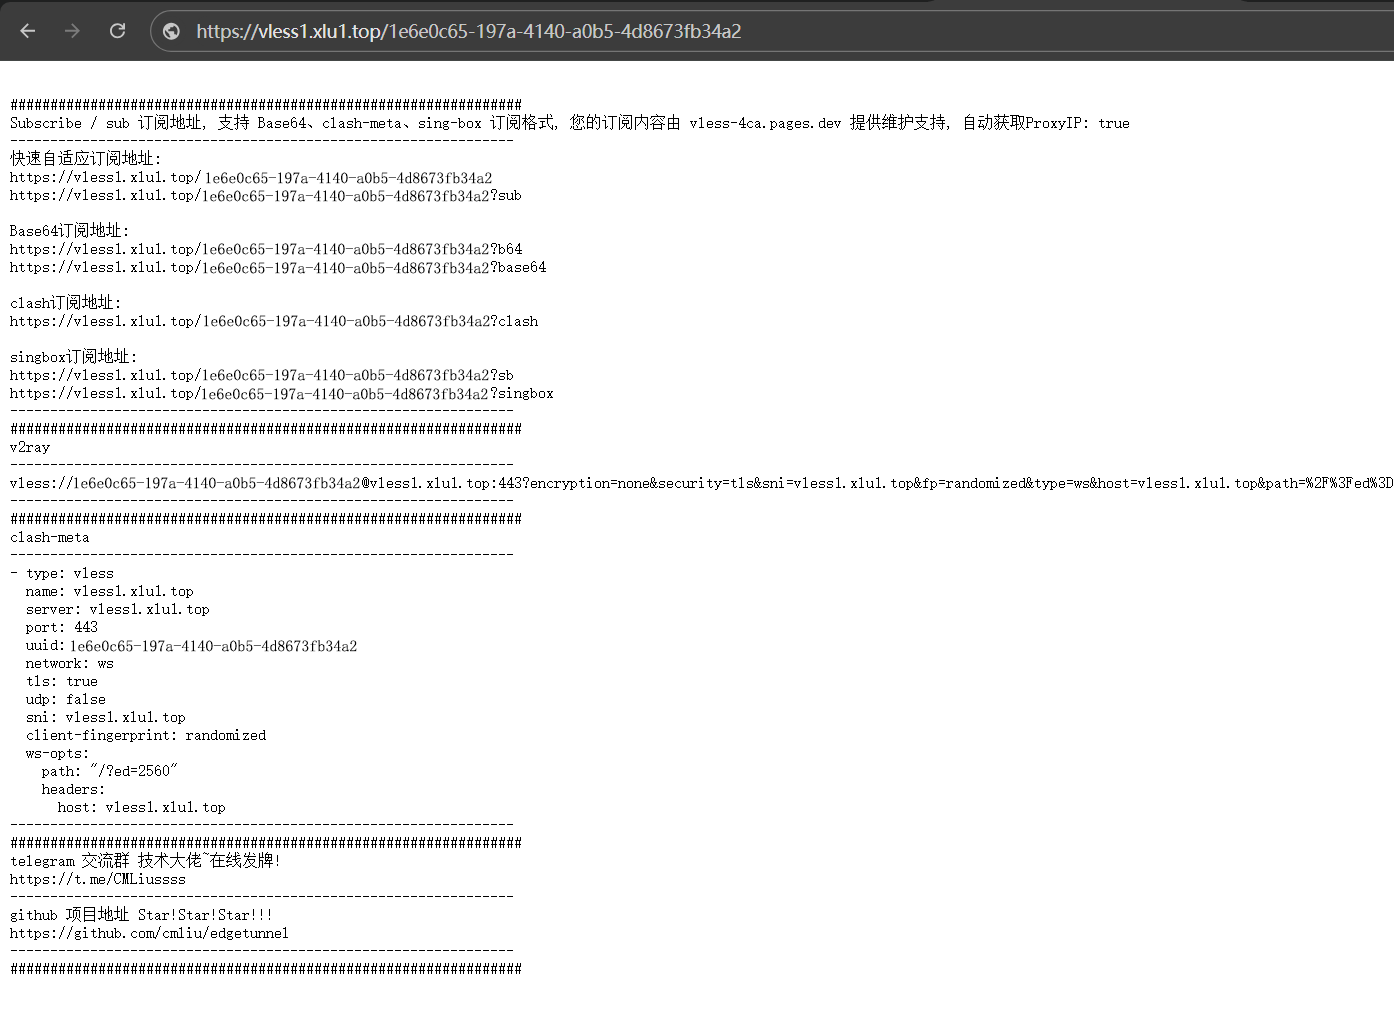 https://vless1.xlu1.top/1e6e0c65-197a-4140-a0b5-4d8673fb34a2
################################################################
Subscribe / sub 订阅地址, 支持 Base64、clash-meta、sing-box 订阅格式, 您的订阅内容由 vless-4ca.pages.dev 提供维护支持, 自动获取ProxyIP: true
---------------------------------------------------------------
快速自适应订阅地址:
https://vless1.xlu1.top/1e6e0c65-197a-4140-a0b5-4d8673fb34a2
https://vless1.xlu1.top/1e6e0c65-197a-4140-a0b5-4d8673fb34a2?sub
Base64订阅地址:
https://vless1.xlu1.top/1e6e0c65-197a-4140-a0b5-4d8673fb34a2?b64
https://vless1.xlu1.top/1e6e0c65-197a-4140-a0b5-4d8673fb34a2?base64
clash订阅地址:
https://vless1.xlu1.top/1e6e0c65-197a-4140-a0b5-4d8673fb34a2?clash
singbox订阅地址:
https://vless1.xlu1.top/1e6e0c65-197a-4140-a0b5-4d8673fb34a2?sb
https://vless1.xlu1.top/1e6e0c65-197a-4140-a0b5-4d8673fb34a2?singbox
---------------------------------------------------------------
################################################################
v2ray
---------------------------------------------------------------
vless://1e6e0c65-197a-4140-a0b5-4d8673fb34a2@vless1.xlu1.top:443?encryption=none&security=tls&sni=vless1.xlu1.top&fp=randomized&type=ws&host=vless1.xlu1.top&path=%2F%3Fed%3D
---------------------------------------------------------------
################################################################
clash-meta
---------------------------------------------------------------
- type: vless
name: vless1.xlu1.top
server: vless1.xlu1.top
port: 443
uuid: 1e6e0c65-197a-4140-a0b5-4d8673fb34a2
network: ws
tls: true
udp: false
sni: vless1.xlu1.top
client-fingerprint: randomized
ws-opts:
path: "/?ed=2560"
headers:
host: vless1.xlu1.top
---------------------------------------------------------------
################################################################
telegram 交流群 技术大佬~在线发牌!
https://t.me/CMLiussss
---------------------------------------------------------------
github 项目地址 Star!Star!Star!!!
https://github.com/cmliu/edgetunnel
---------------------------------------------------------------
################################################################